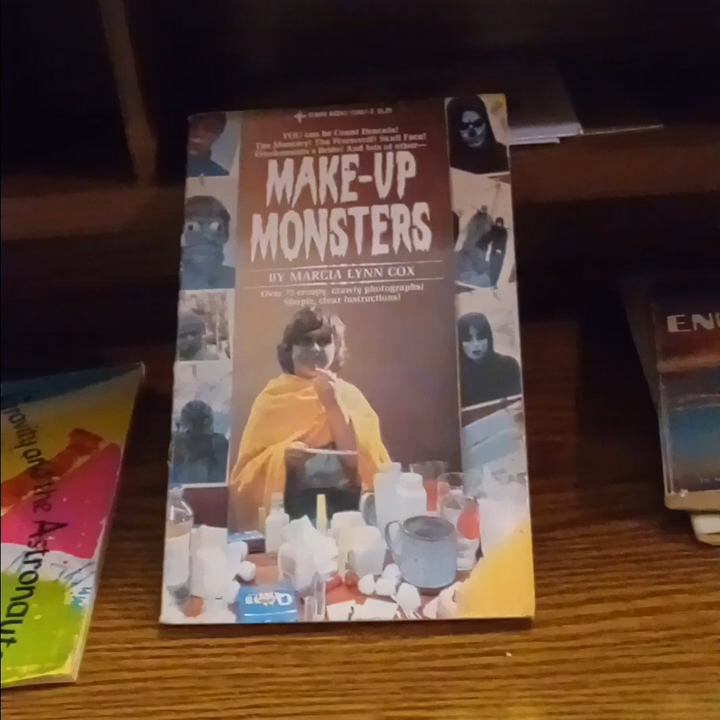 YOU can be Count Dracula!
The Mummy! The Werewolf! Skull Face!
Frankenstein's Bride! And lots of other—
MAKE-UP
MONSTERS
BY MARCIA LYNN COX
Over 75 creepy, crawly photographs!
Simple, clear instructions!
and the Astronaut
EN